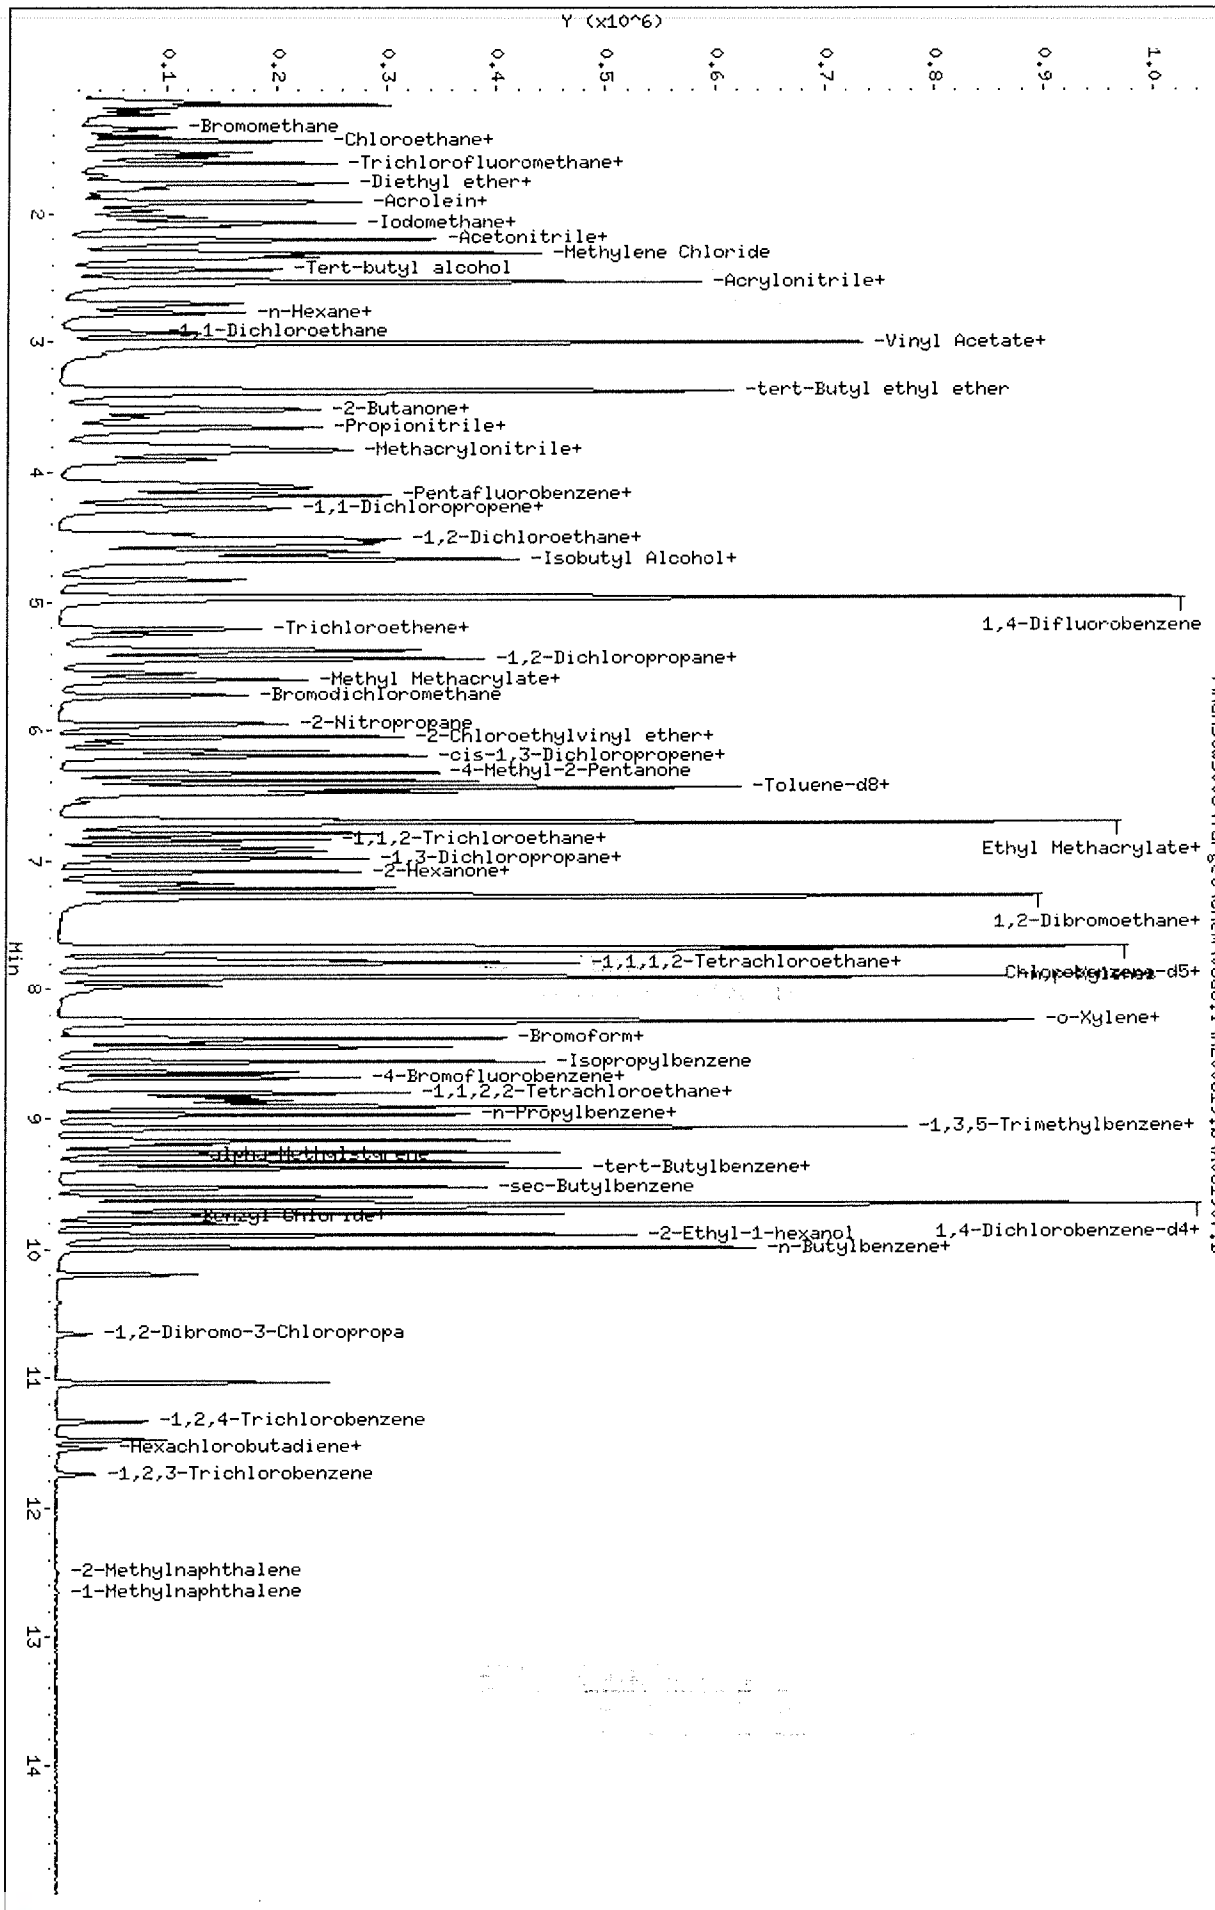 Y (x10^6)
0.1
0.2
0.3
0.4
0.5
0.6
0.7
0.8
0.9
1.0
-Bromomethane
-Chloroethane+
-Trichlorofluoromethane+
-Diethyl ether+
-Acrolein+
2
-Iodomethane+
-Acetonitrile+
-Methylene Chloride
-Tert-butyl alcohol
-Acrylonitrile+
-n-Hexane+
-1,1-Dichloroethane
3
-Vinyl Acetate+
-tert-Butyl ethyl ether
-2-Butanone+
-Propionitrile+
-Methacrylonitrile+
4
-Pentafluorobenzene+
-1,1-Dichloropropene+
-1,2-Dichloroethane+
-Isobutyl Alcohol+
5
1,4-Difluorobenzene
-Trichloroethene+
-1,2-Dichloropropane+
-Methyl Methacrylate+
-Bromodichloromethane
-2-Nitropropane
6
-2-Chloroethylvinyl ether+
-cis-1,3-Dichloropropene+
-4-Methyl-2-Pentanone
-Toluene-d8+
-1,1,2-Trichloroethane+
Ethyl Methacrylate+
-1,3-Dichloropropane+
7
-2-Hexanone+
1,2-Dibromoethane+
Min
-1,1,1,2-Tetrachloroethane+
Chlorobenzene-d5+
8
-o-Xylene+
-Bromoform+
-Isopropylbenzene
-4-Bromofluorobenzene+
-1,1,2,2-Tetrachloroethane+
-n-Propylbenzene+
9
-1,3,5-Trimethylbenzene+
-alpha-Methylstyrene
-tert-Butylbenzene+
-sec-Butylbenzene
-Benzyl Chloride+
1,4-Dichlorobenzene-d4+
-2-Ethyl-1-hexanol
-n-Butylbenzene+
10
-1,2-Dibromo-3-Chloropropa
11
-1,2,4-Trichlorobenzene
-Hexachlorobutadiene+
-1,2,3-Trichlorobenzene
12
-2-Methylnaphthalene
-1-Methylnaphthalene
13
14